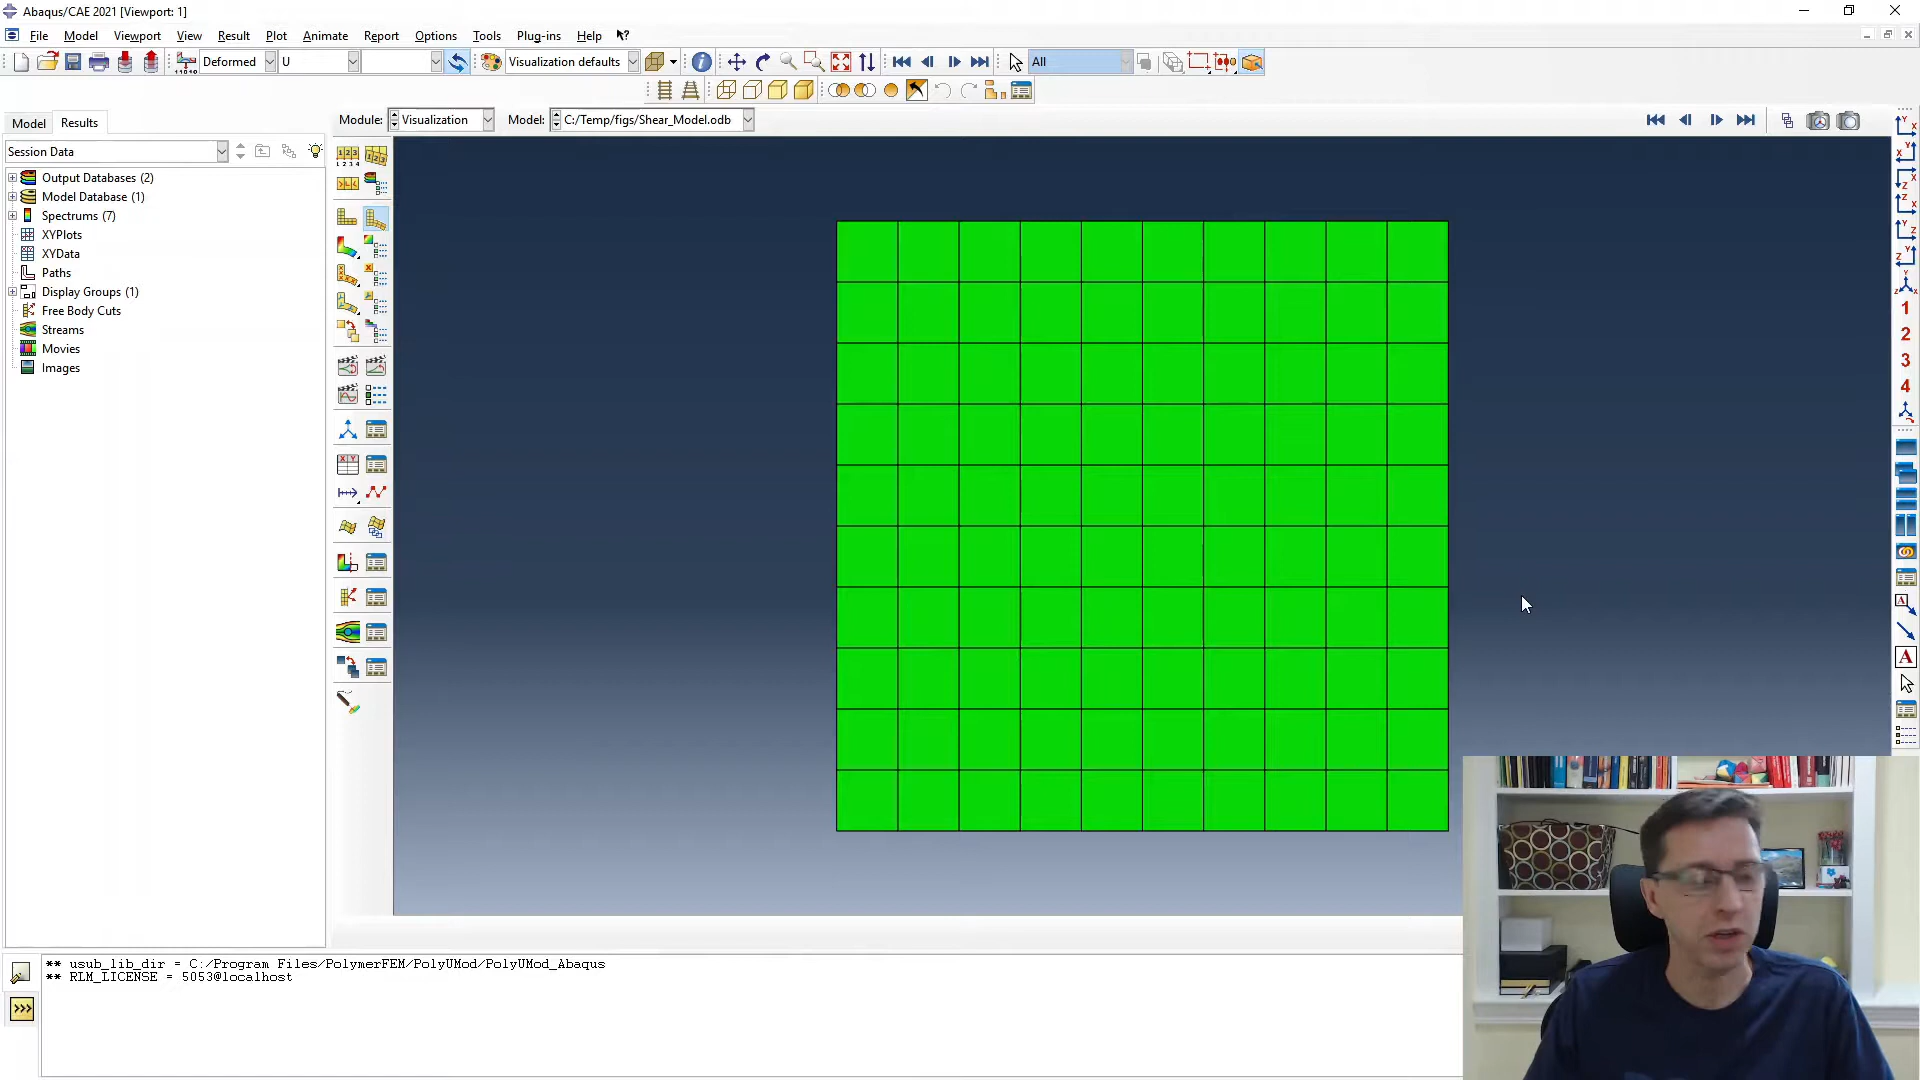 Abaqus/CAE 2021 [Viewport: 1]
File Model Viewport View Result Plot Options Tools Plug-ins Help
Animate Report
Deformed U Visualization defaults All
Model Results Module: Visualization Model: C:/Temp/figs/Shear_Model.odb
Session Data
Output Databases (2)
Model Database (1)
Spectrums (7)
XYPlots
XYData
Paths
Display Groups (1)
Free Body Cuts
Streams
Movies
Images
1
2
3
4
A
** usub_lib_dir = C:/Program Files/PolymerFEM/PolyUMod/PolyUMod_Abaqus
** RLM_LICENSE = 5053@localhost